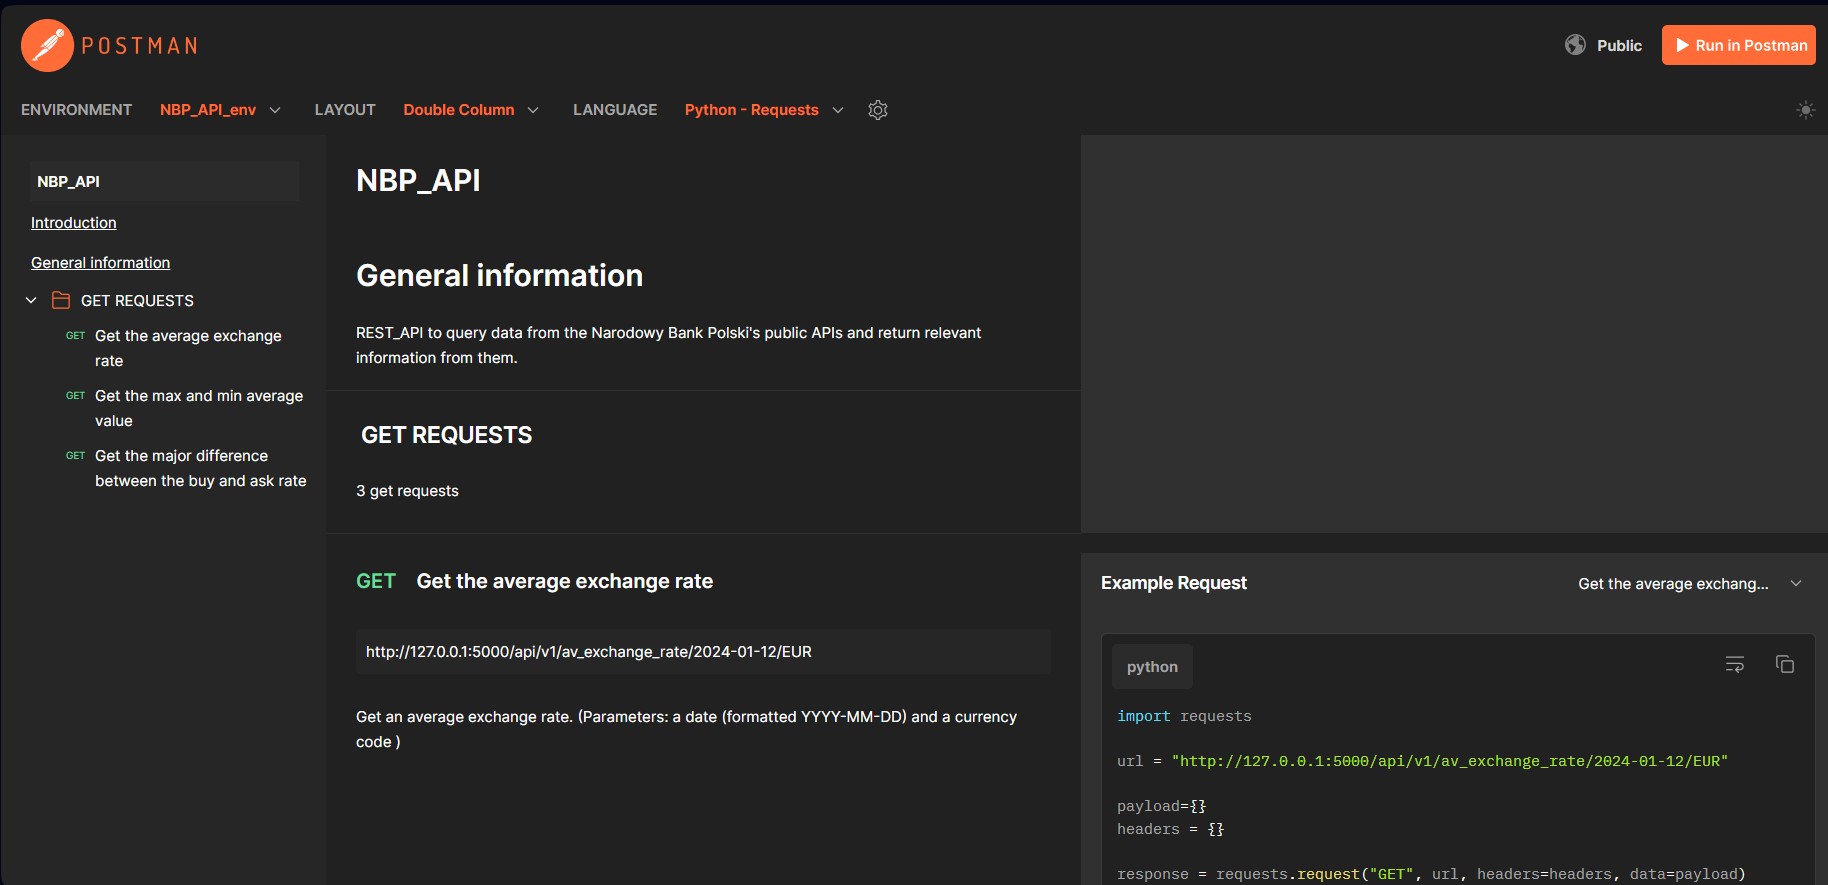 POSTMAN
Public
Run in Postman
ENVIRONMENT NBP_API_env LAYOUT Double Column LANGUAGE Python - Requests
NBP_API
Introduction
General information
GET REQUESTS
GET Get the average exchange
rate
GET Get the max and min average
value
GET Get the major difference
between the buy and ask rate
NBP_API
General information
REST_API to query data from the Narodowy Bank Polski's public APIs and return relevant
information from them.
GET REQUESTS
3 get requests
GET Get the average exchange rate
http://127.0.0.1:5000/api/v1/av_exchange_rate/2024-01-12/EUR
Get an average exchange rate. (Parameters: a date (formatted YYYY-MM-DD) and a currency
code )
Example Request
Get the average exchang...
python
import requests
url = "http://127.0.0.1:5000/api/v1/av_exchange_rate/2024-01-12/EUR"
payload={}
headers = {}
response = requests.request("GET", url, headers=headers, data=payload)